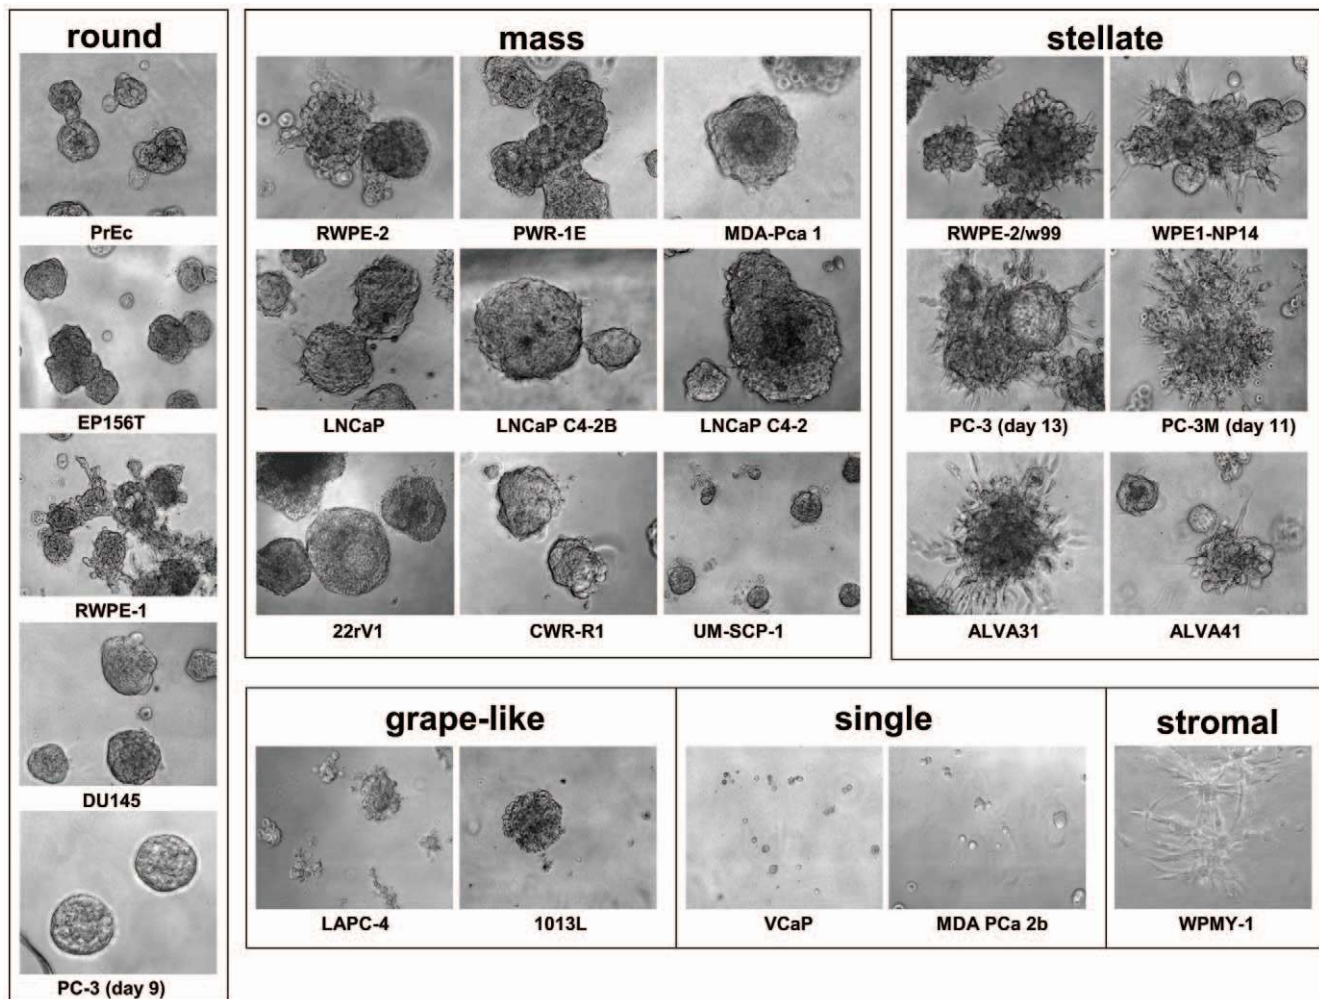 round
PrEc
EP156T
RWPE-1
DU145
PC-3 (day 9)
mass
RWPE-2 PWR-1E MDA-Pca 1
LNCaP LNCaP C4-2B LNCaP C4-2
22rV1 CWR-R1 UM-SCP-1
stellate
RWPE-2/w99 WPE1-NP14
PC-3 (day 13) PC-3M (day 11)
ALVA31 ALVA41
grape-like
LAPC-4 1013L
single
VCaP MDA PCa 2b
stromal
WPMY-1